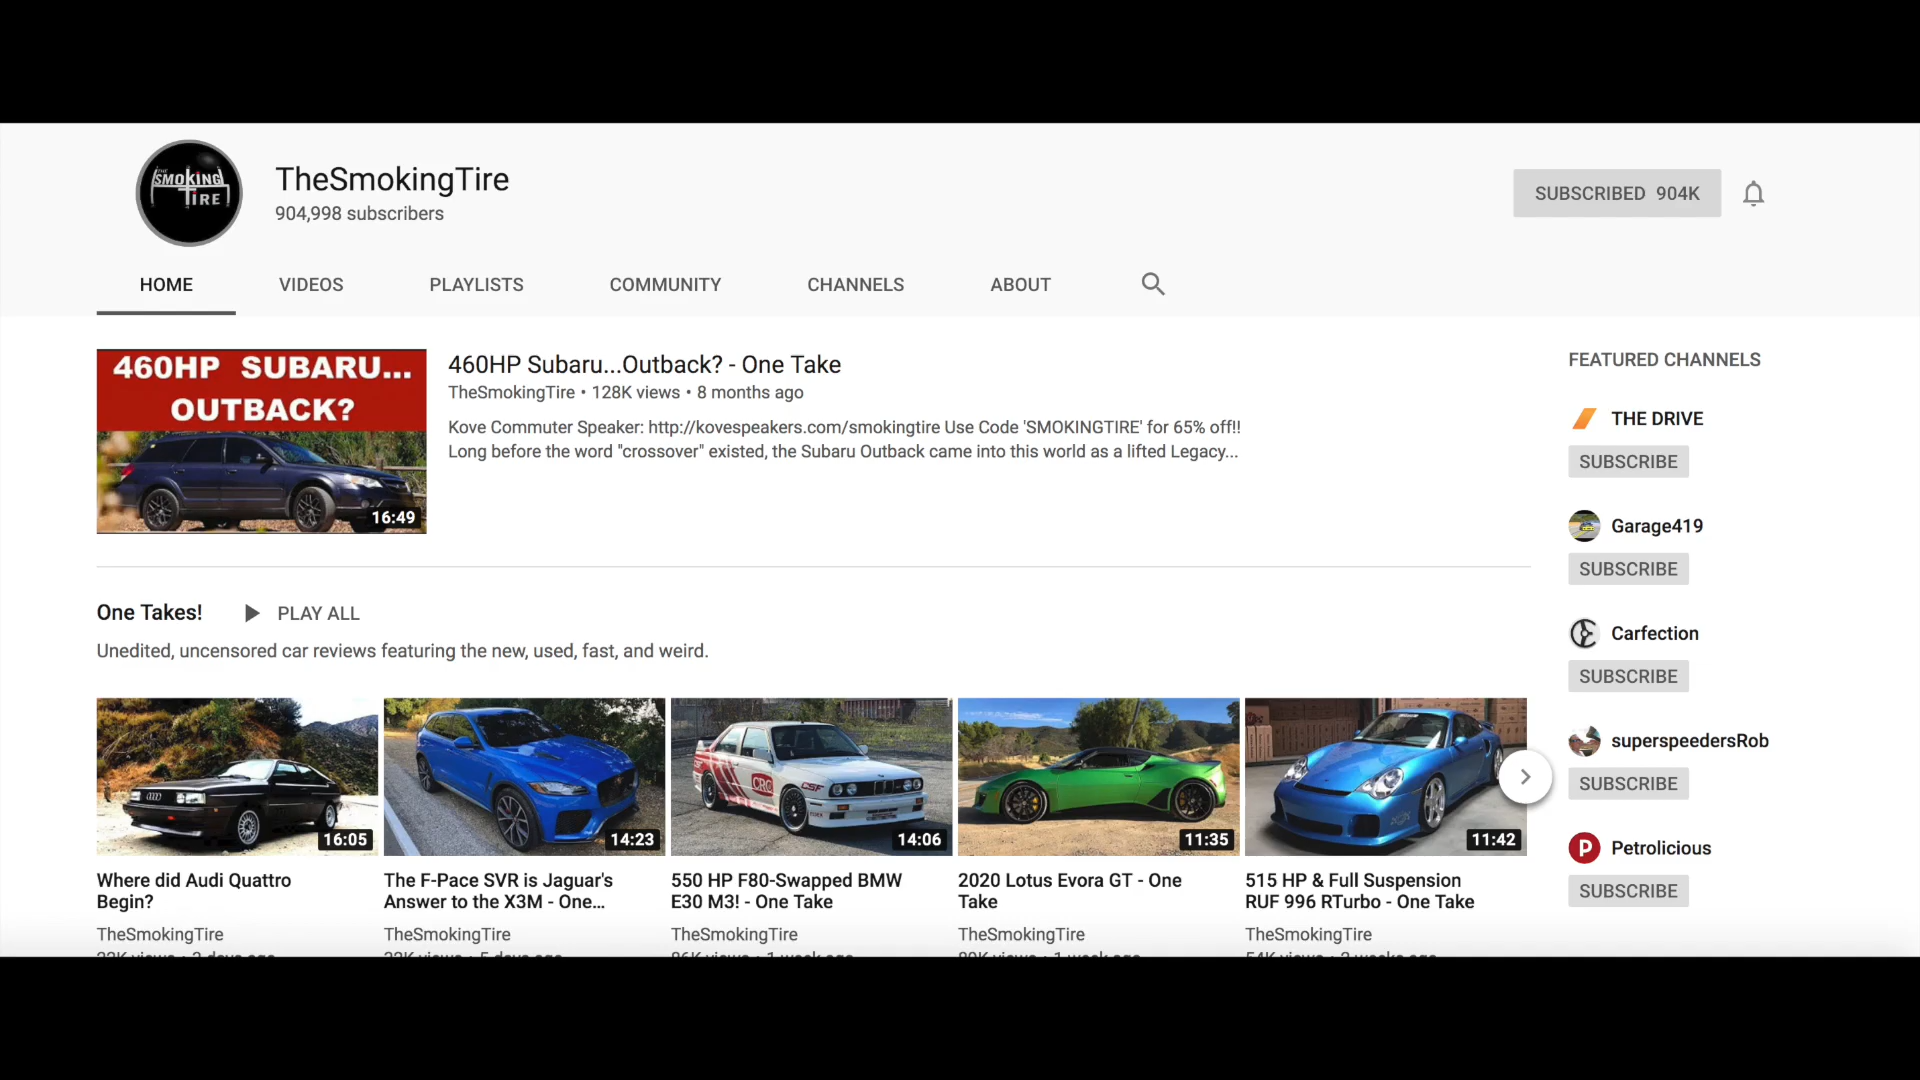 THE
SMOKING
TIRE
TheSmokingTire
904,998 subscribers
SUBSCRIBED 904K
HOME VIDEOS PLAYLISTS COMMUNITY CHANNELS ABOUT
460HP SUBARU...
OUTBACK?
16:49
460HP Subaru...Outback? - One Take
TheSmokingTire • 128K views • 8 months ago
Kove Commuter Speaker: http://kovespeakers.com/smokingtire Use Code 'SMOKINGTIRE' for 65% off!!
Long before the word "crossover" existed, the Subaru Outback came into this world as a lifted Legacy...
One Takes! PLAY ALL
Unedited, uncensored car reviews featuring the new, used, fast, and weird.
16:05
Where did Audi Quattro
Begin?
TheSmokingTire
14:23
The F-Pace SVR is Jaguar's
Answer to the X3M - One...
TheSmokingTire
CRG
CSF
14:06
550 HP F80-Swapped BMW
E30 M3! - One Take
TheSmokingTire
11:35
2020 Lotus Evora GT - One
Take
TheSmokingTire
11:42
515 HP & Full Suspension
RUF 996 RTurbo - One Take
TheSmokingTire
FEATURED CHANNELS
THE DRIVE
SUBSCRIBE
Garage419
SUBSCRIBE
Carfection
SUBSCRIBE
superspeedersRob
SUBSCRIBE
P Petrolicious
SUBSCRIBE